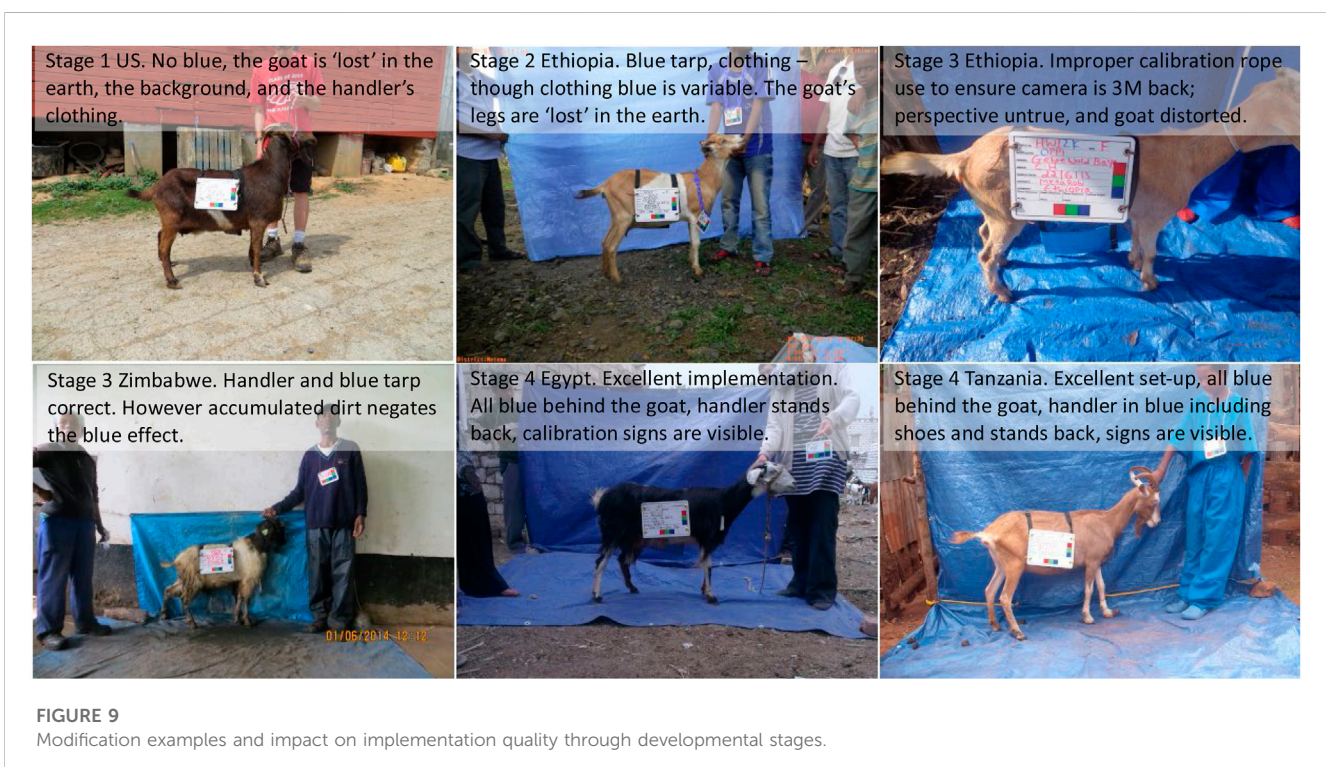 Stage 1 US. No blue, the goat is ‘lost’ in the
earth, the background, and the handler’s
clothing.
Stage 2 Ethiopia. Blue tarp, clothing –
though clothing blue is variable. The goat’s
legs are ‘lost’ in the earth.
Stage 3 Ethiopia. Improper calibration rope
use to ensure camera is 3M back;
perspective untrue, and goat distorted.
Stage 3 Zimbabwe. Handler and blue tarp
correct. However accumulated dirt negates
the blue effect.
01/06/2014 12:12
Stage 4 Egypt. Excellent implementation.
All blue behind the goat, handler stands
back, calibration signs are visible.
Stage 4 Tanzania. Excellent set-up, all blue
behind the goat, handler in blue including
shoes and stands back, signs are visible.
FIGURE 9
Modification examples and impact on implementation quality through developmental stages.